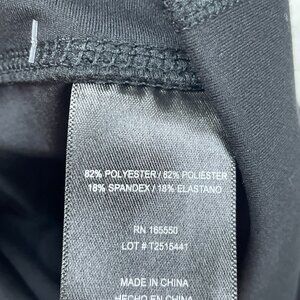 82% POLYESTER / 82% POLIESTER
18% SPANDEX / 18% ELASTANO
RN 165550
LOT # T2515441
MADE IN CHINA
HECHO EN CHINA